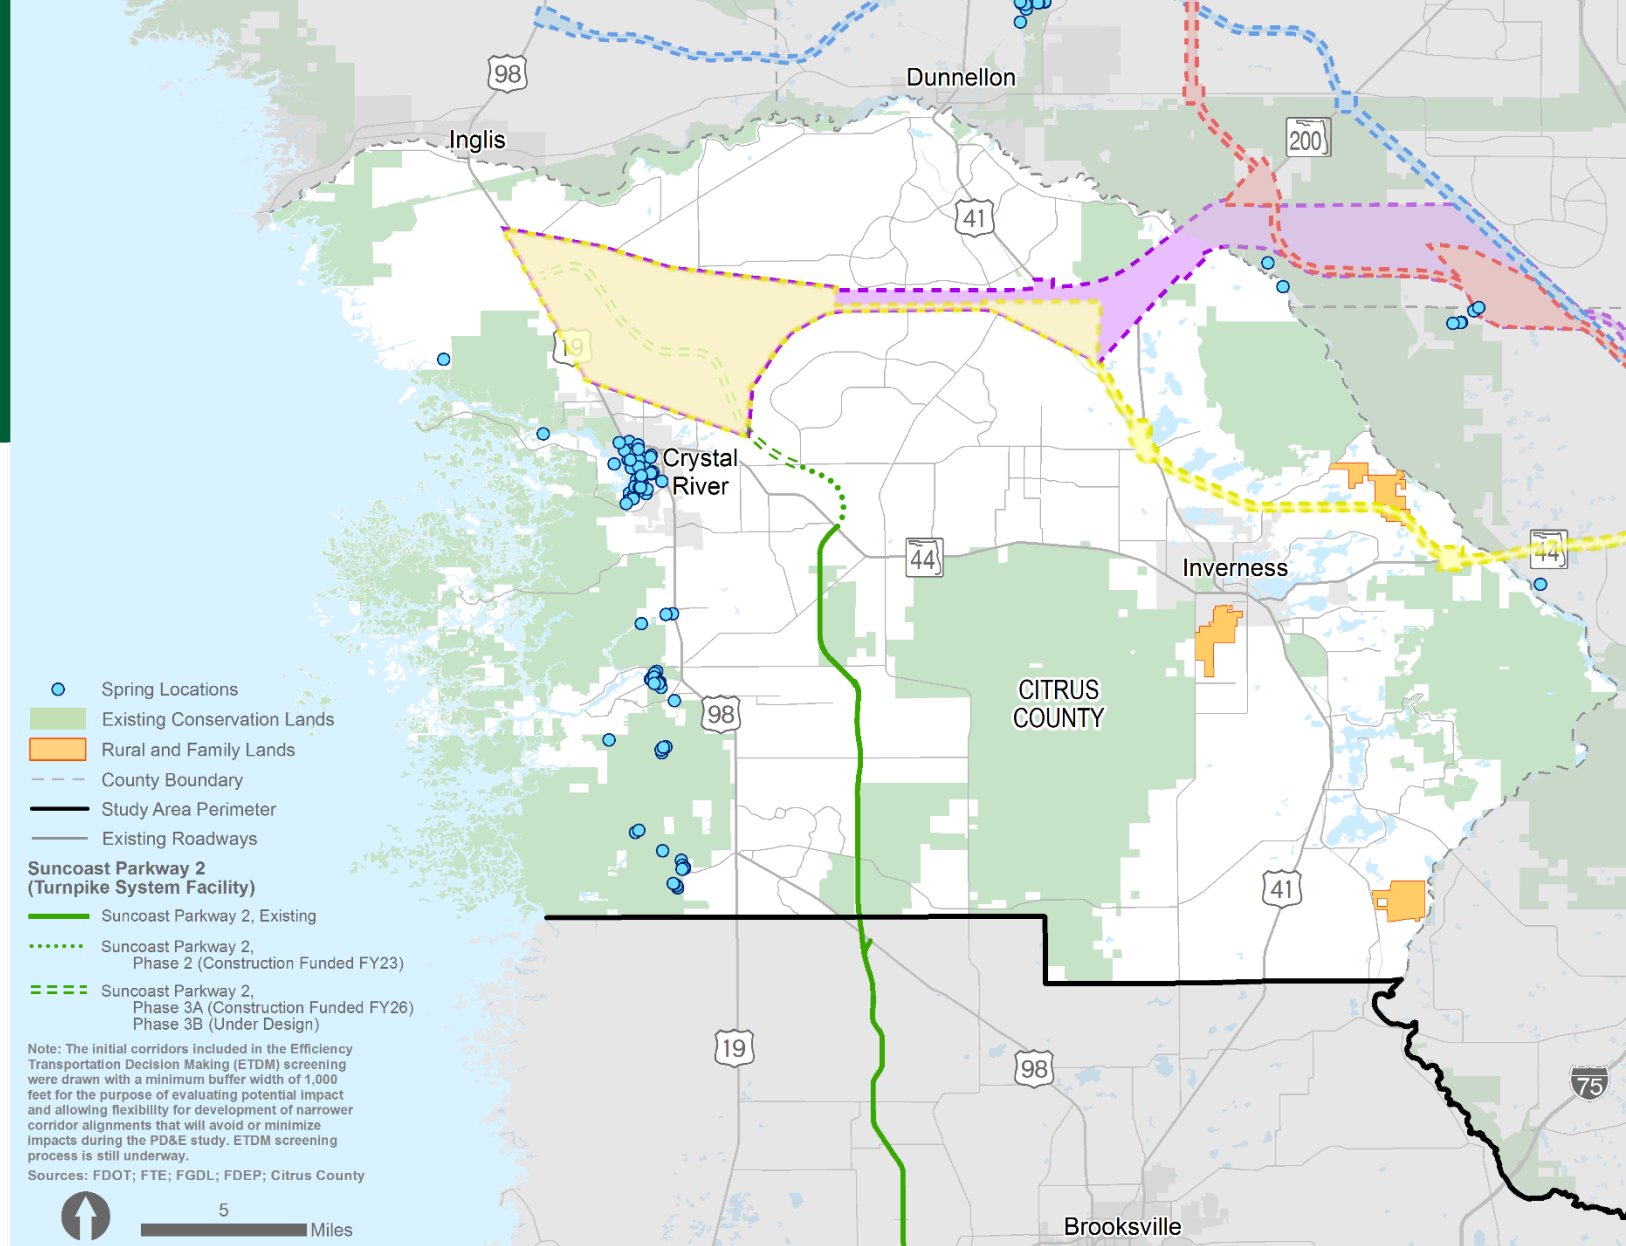 Dunnellon
98
Inglis
200
41
19
Crystal
River
44
44
Inverness
CITRUS
COUNTY
98
41
19
98
75
Brooksville
Spring Locations
Existing Conservation Lands
Rural and Family Lands
County Boundary
Study Area Perimeter
Existing Roadways
Suncoast Parkway 2
(Turnpike System Facility)
Suncoast Parkway 2, Existing
Suncoast Parkway 2,
Phase 2 (Construction Funded FY23)
Suncoast Parkway 2,
Phase 3A (Construction Funded FY26)
Phase 3B (Under Design)
Note: The initial corridors included in the Efficiency
Transportation Decision Making (ETDM) screening
were drawn with a minimum buffer width of 1,000
feet for the purpose of evaluating potential impact
and allowing flexibility for development of narrower
corridor alignments that will avoid or minimize
impacts during the PD&E study. ETDM screening
process is still underway.
Sources: FDOT; FTE; FGDL; FDEP; Citrus County
5
Miles